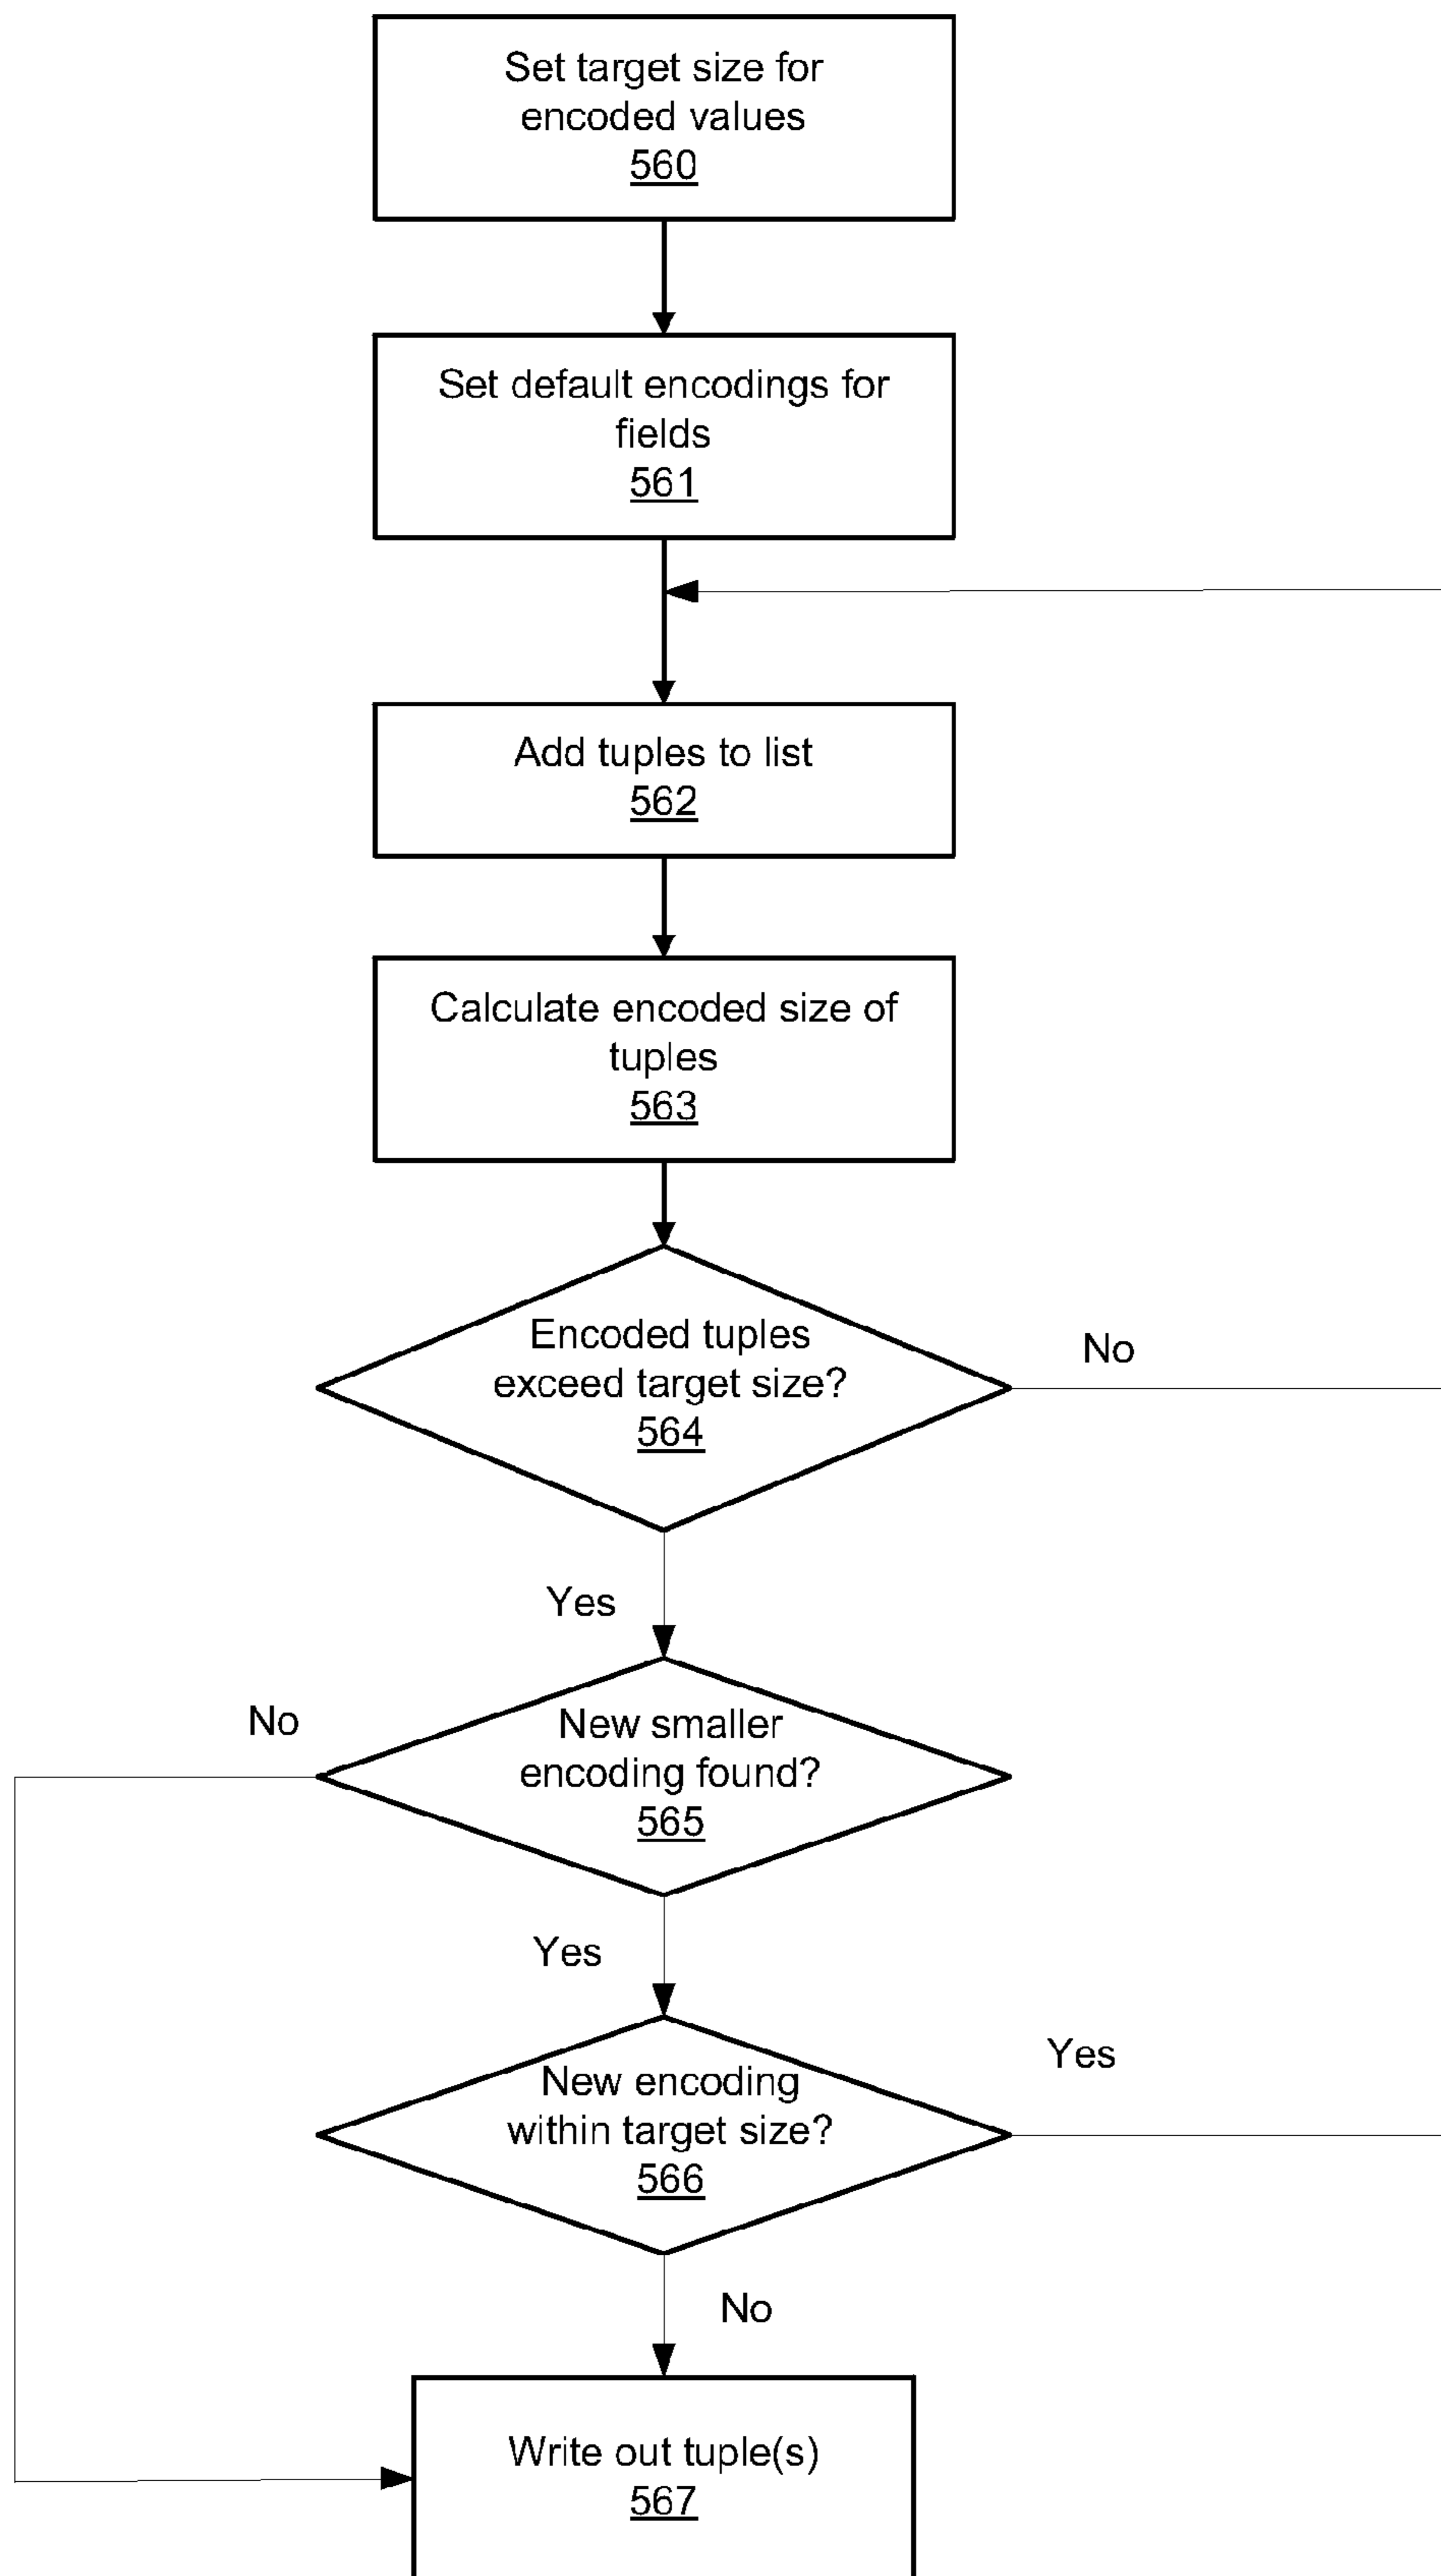 Set target size for
encoded values
560
Set default encodings for
fields
561
Add tuples to list
562
Calculate encoded size of
tuples
563
Encoded tuples
exceed target size?
564
No
Yes
No
New smaller
encoding found?
565
Yes
New encoding
within target size?
566
Yes
No
Write out tuple(s)
567